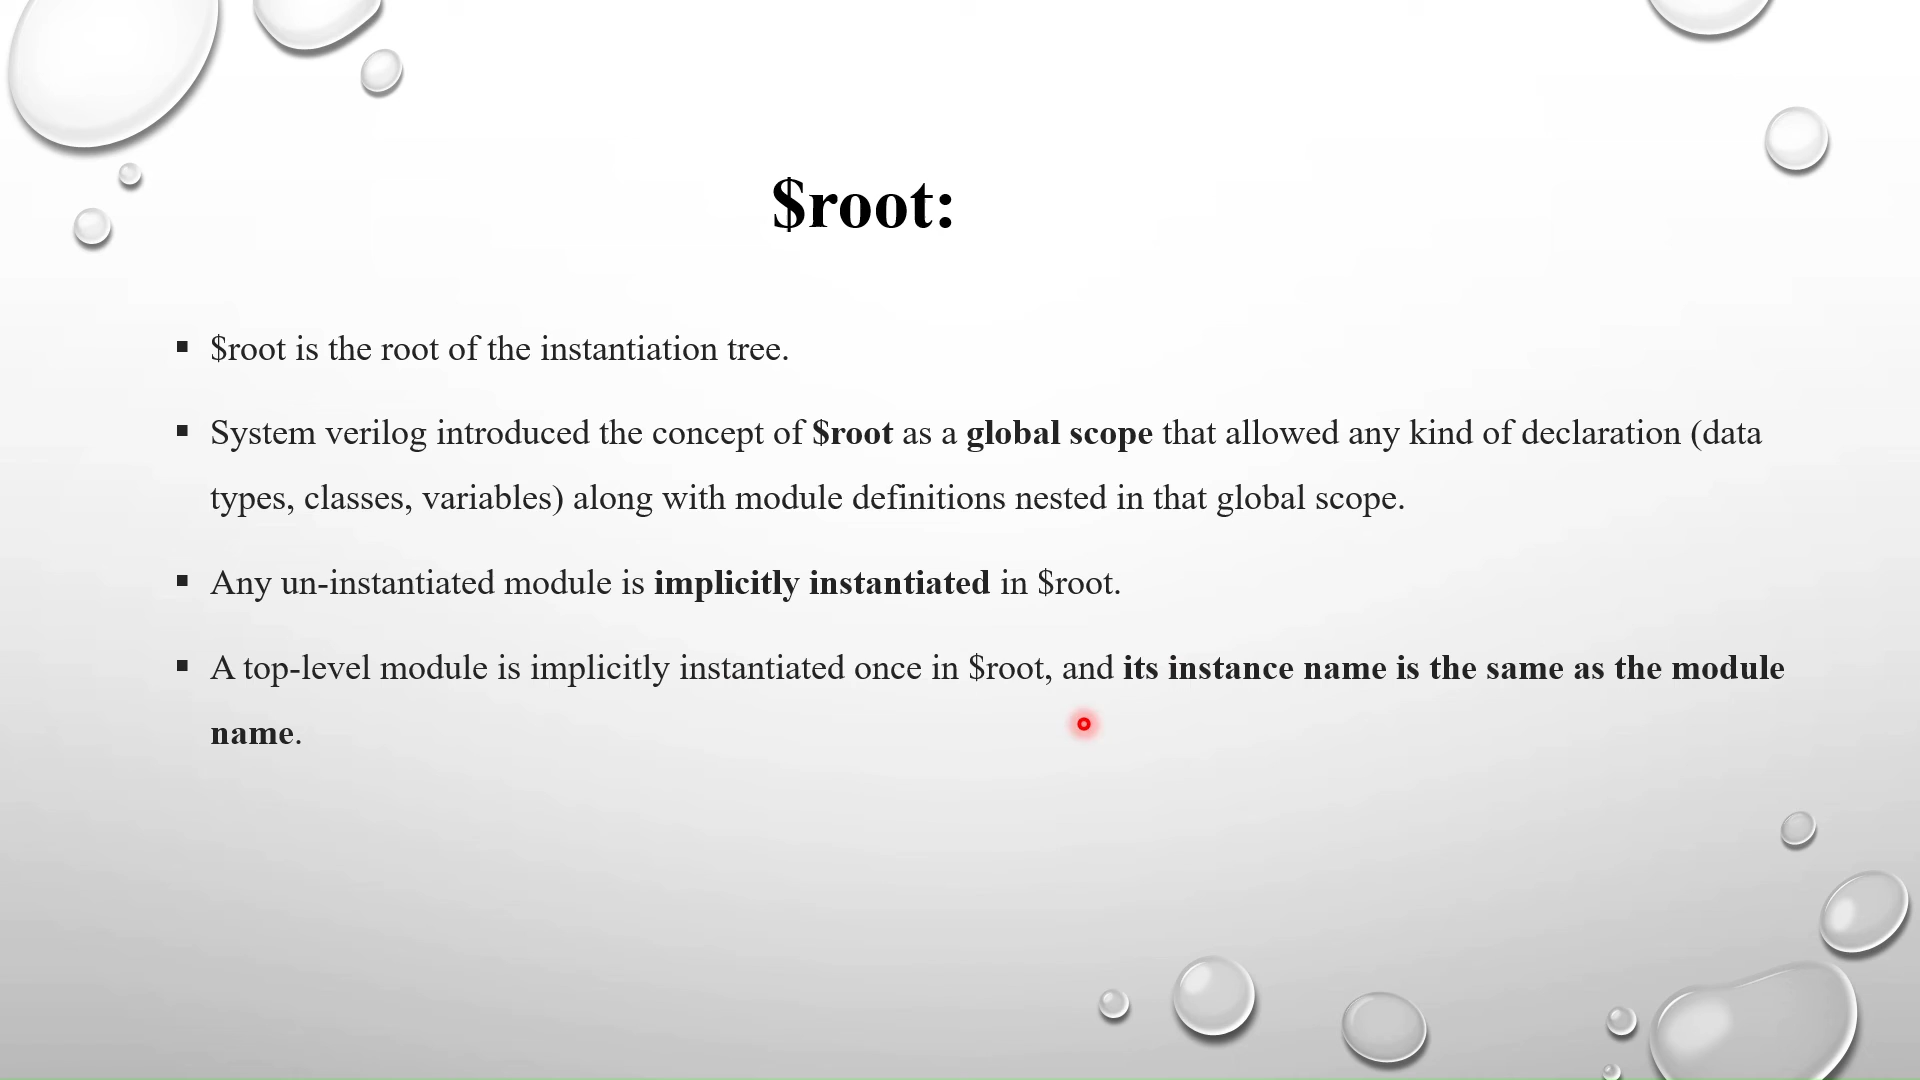 $root:
▪ $root is the root of the instantiation tree.
▪ System verilog introduced the concept of $root as a global scope that allowed any kind of declaration (data
types, classes, variables) along with module definitions nested in that global scope.
▪ Any un-instantiated module is implicitly instantiated in $root.
▪ A top-level module is implicitly instantiated once in $root, and its instance name is the same as the module
name.